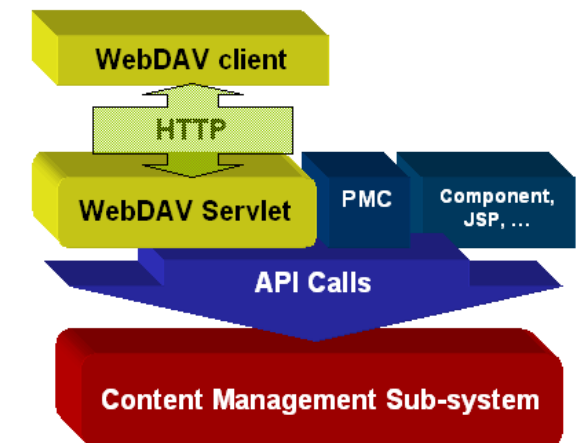 WebDAV client
HTTP
WebDAV Servlet
PMC
Component,
JSP, ...
API Calls
Content Management Sub-system